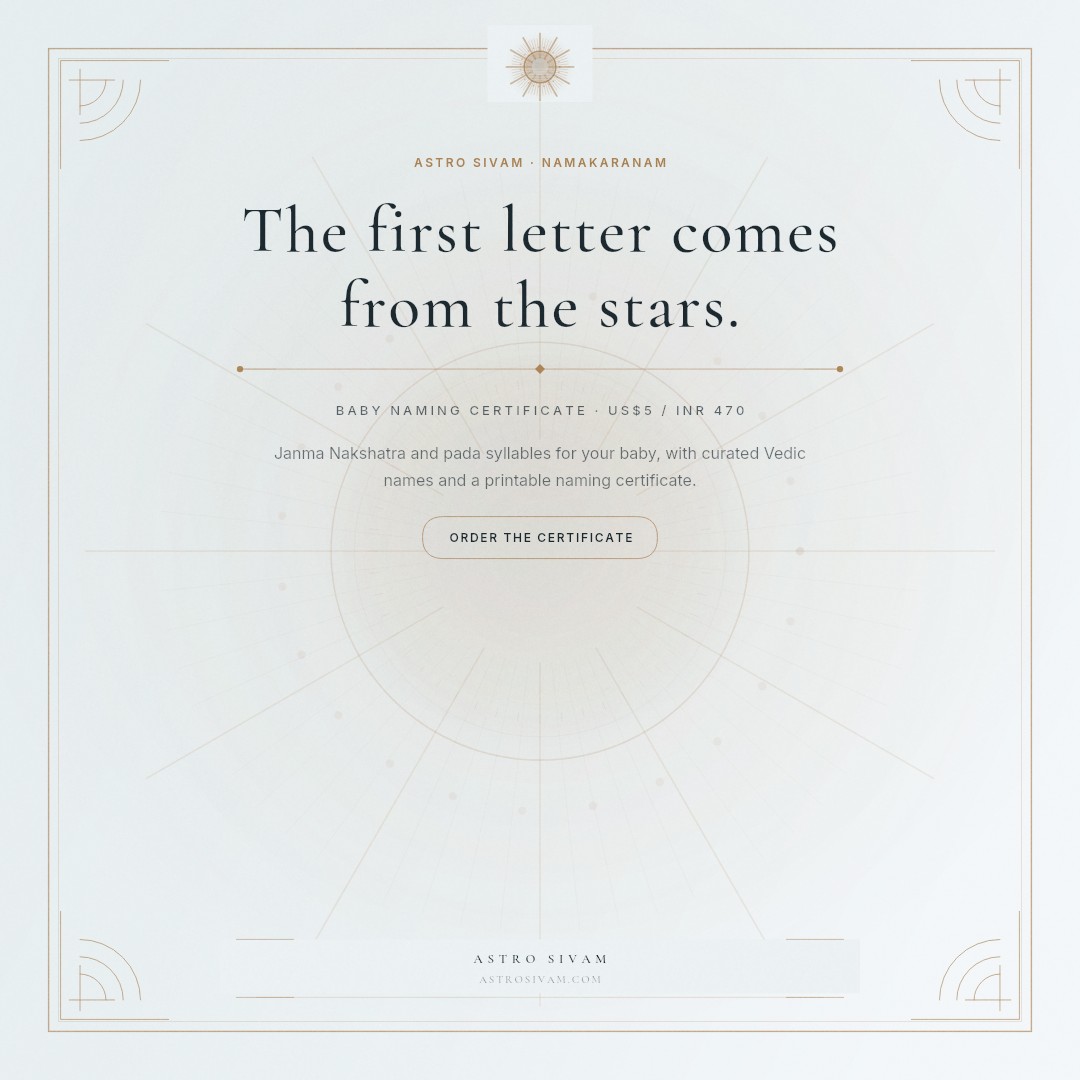 ASTRO SIVAM · NAMAKARANAM
The first letter comes
from the stars.
BABY NAMING CERTIFICATE · US$5 / INR 470
Janma Nakshatra and pada syllables for your baby, with curated Vedic
names and a printable naming certificate.
ORDER THE CERTIFICATE
ASTRO SIVAM
ASTROSIVAM.COM